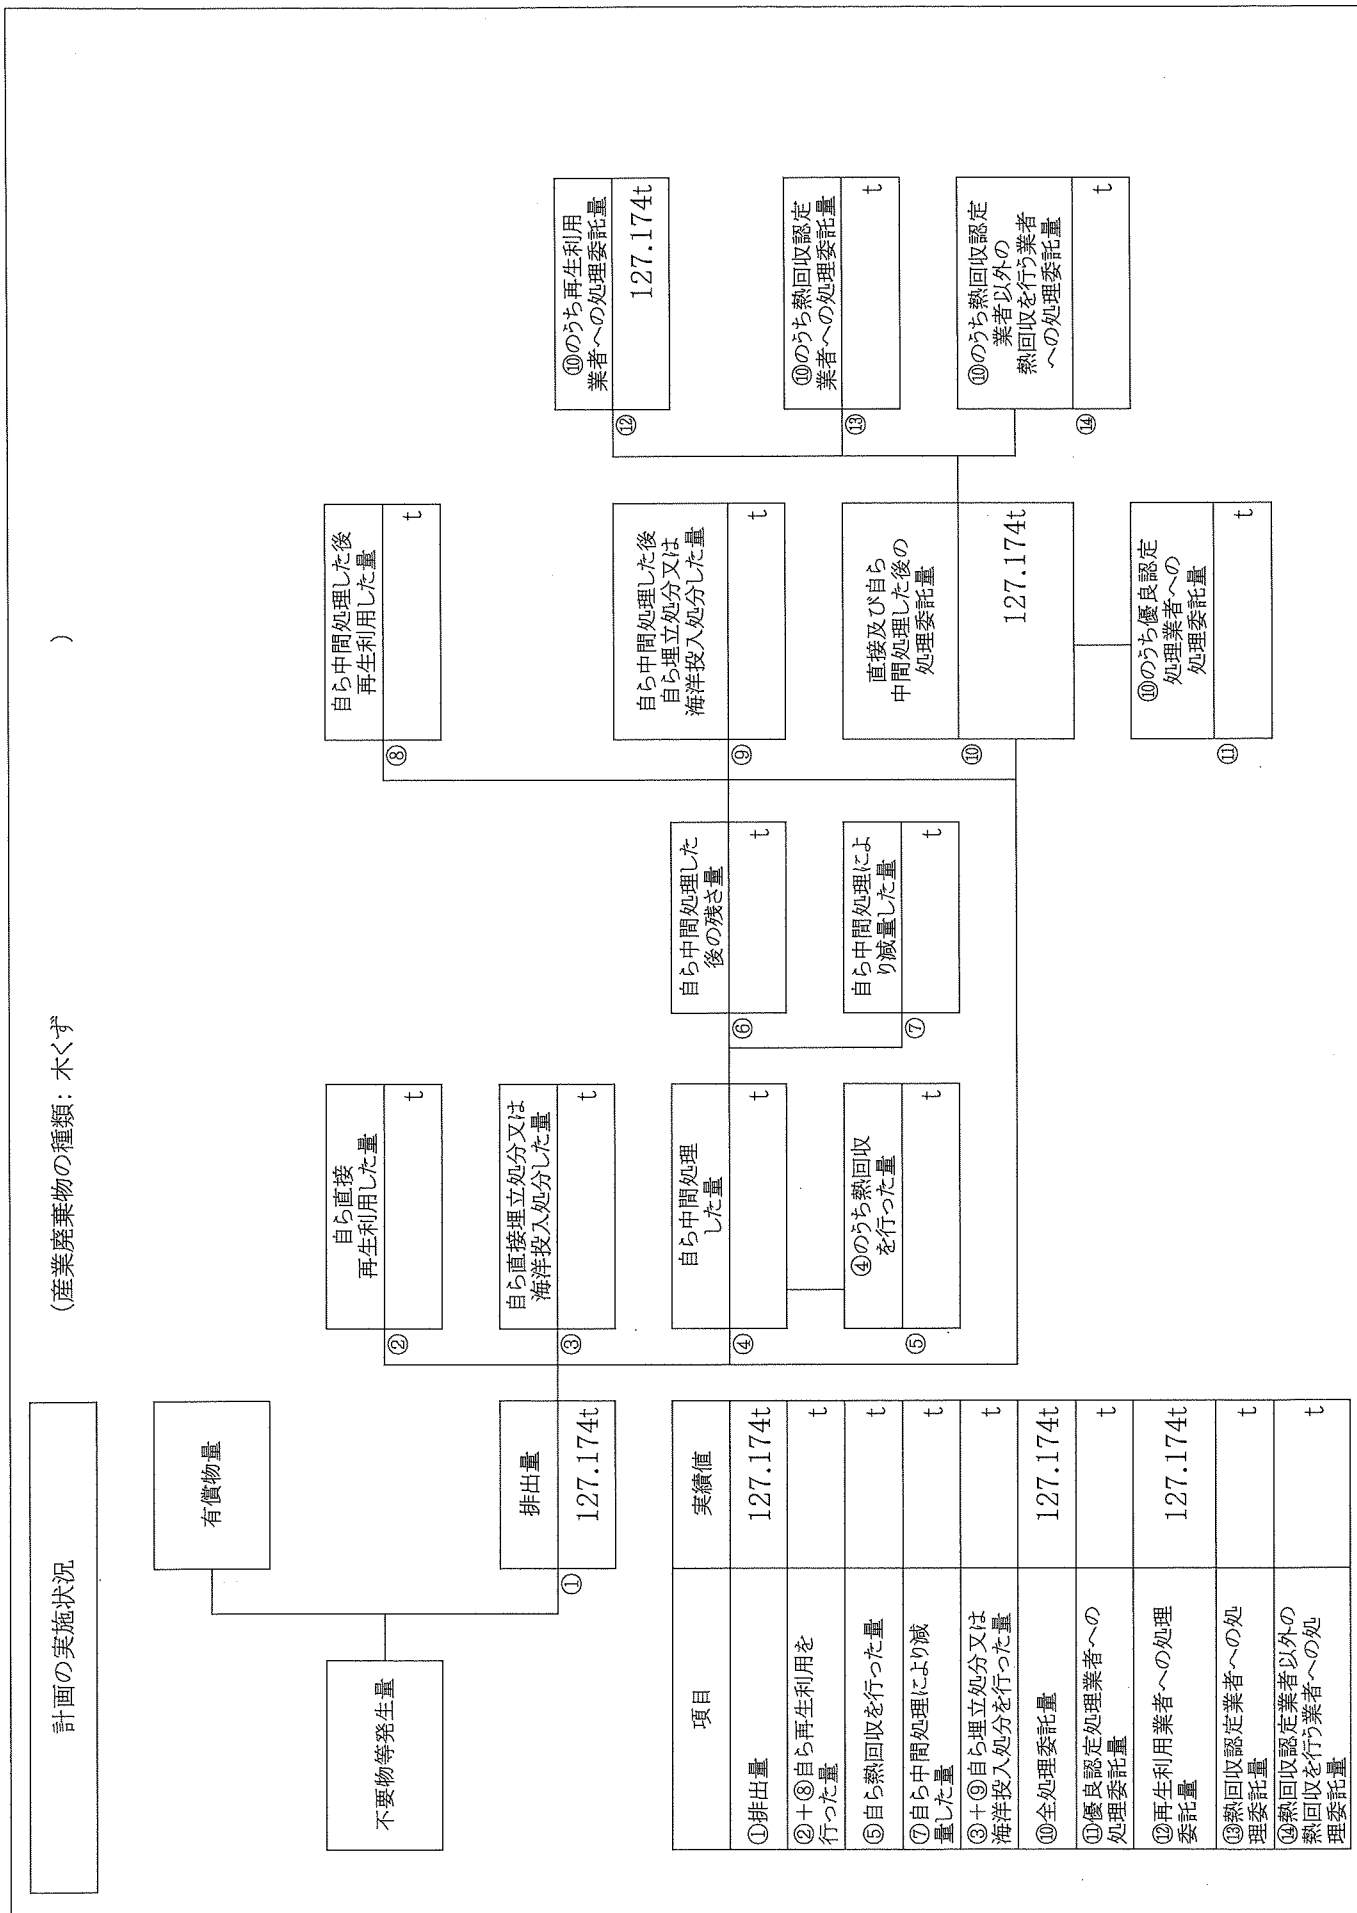 計画の実施状況
(産業廃棄物の種類: 木くず )
不要物等発生量
有償物量
排出量
① 127.174t
自ら直接
再生利用した量
② t
自ら直接埋立処分又は
海洋投入処分した量
③ t
自ら中間処理
した量
④ t
④のうち熱回収
を行った量
⑤ t
自ら中間処理した
後の残さ量
⑥ t
自ら中間処理によ
り減量した量
⑦ t
自ら中間処理した後
再生利用した量
⑧ t
自ら中間処理した後
自ら埋立処分又は
海洋投入処分した量
⑨ t
直接及び自ら
中間処理した後の
処理委託量
⑩ 127.174t
⑩のうち優良認定
処理業者への
処理委託量
⑪ t
⑩のうち再生利用
業者への処理委託量
⑫ 127.174t
⑩のうち熱回収認定
業者への処理委託量
⑬ t
⑩のうち熱回収認定
業者以外の
熱回収を行う業者
への処理委託量
⑭ t
項目 実績値
①排出量 127.174t
②+⑧自ら再生利用を
行った量 t
⑤自ら熱回収を行った量 t
⑦自ら中間処理により減
量した量 t
③+⑨自ら埋立処分又は
海洋投入処分を行った量 t
⑩全処理委託量 127.174t
⑪優良認定処理業者への
処理委託量 t
⑫再生利用業者への処理
委託量 127.174t
⑬熱回収認定業者への処
理委託量 t
⑭熱回収認定業者以外の
熱回収を行う業者への処
理委託量 t